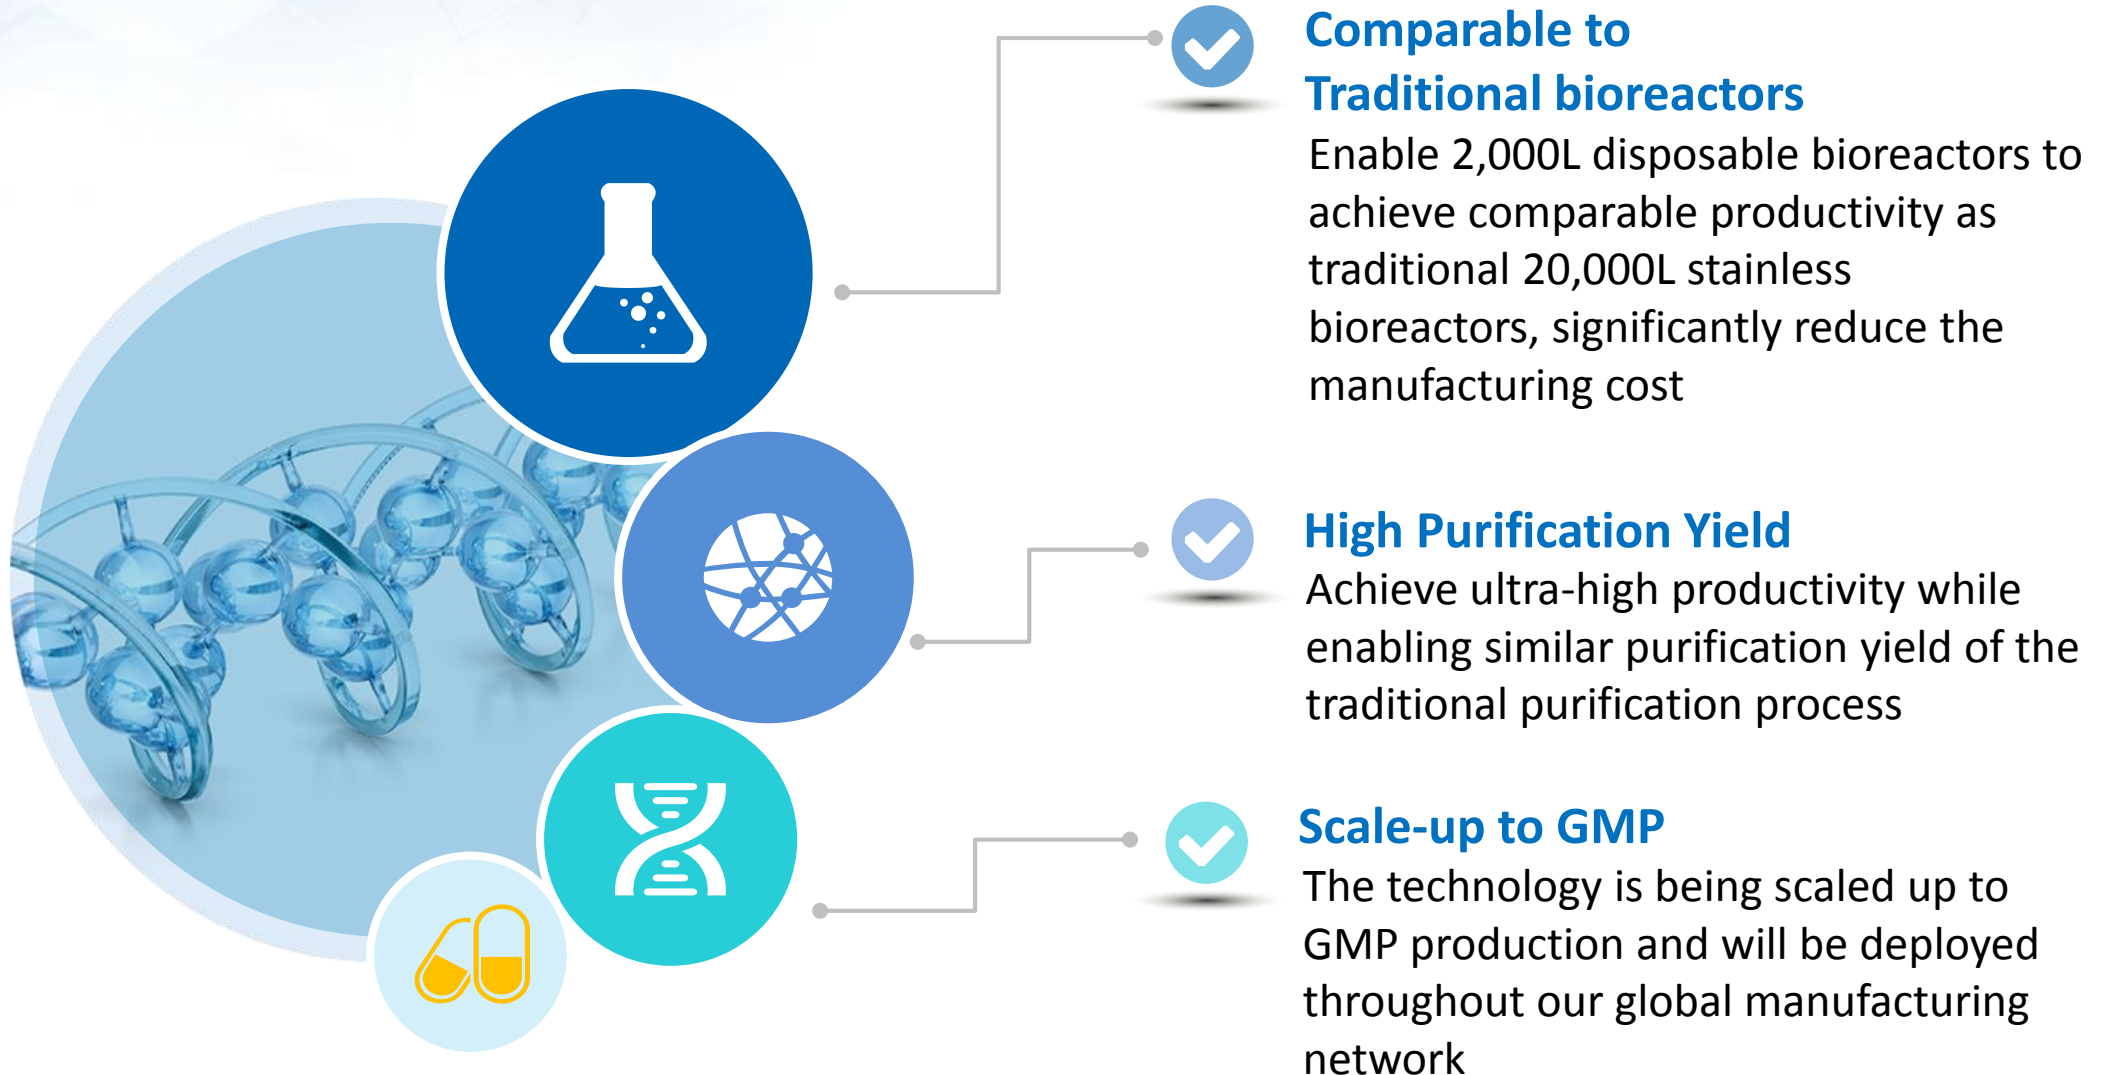 Comparable to
Traditional bioreactors
Enable 2,000L disposable bioreactors to
achieve comparable productivity as
traditional 20,000L stainless
bioreactors, significantly reduce the
manufacturing cost
High Purification Yield
Achieve ultra-high productivity while
enabling similar purification yield of the
traditional purification process
Scale-up to GMP
The technology is being scaled up to
GMP production and will be deployed
throughout our global manufacturing
network